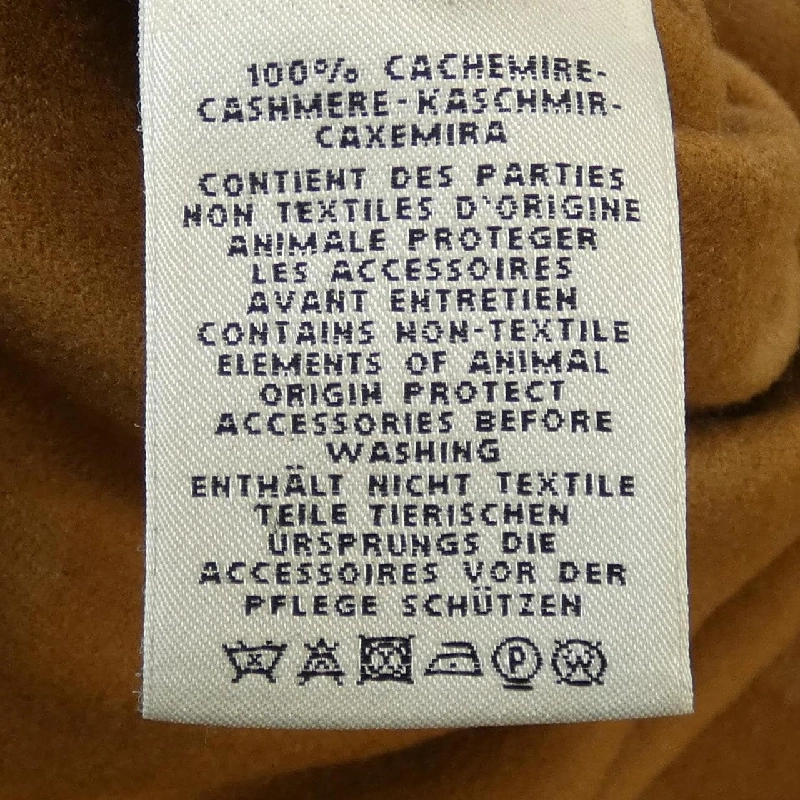 100% CACHEMIRE-
CASHMERE-KASCHMIR-
CAXEMIRA
CONTIENT DES PARTIES
NON TEXTILES D'ORIGINE
ANIMALE PROTEGER
LES ACCESSOIRES
AVANT ENTRETIEN
CONTAINS NON-TEXTILE
ELEMENTS OF ANIMAL
ORIGIN PROTECT
ACCESSORIES BEFORE
WASHING
ENTHÄLT NICHT TEXTILE
TEILE TIERISCHEN
URSPRUNGS DIE
ACCESSOIRES VOR DER
PFLEGE SCHÜTZEN
P W